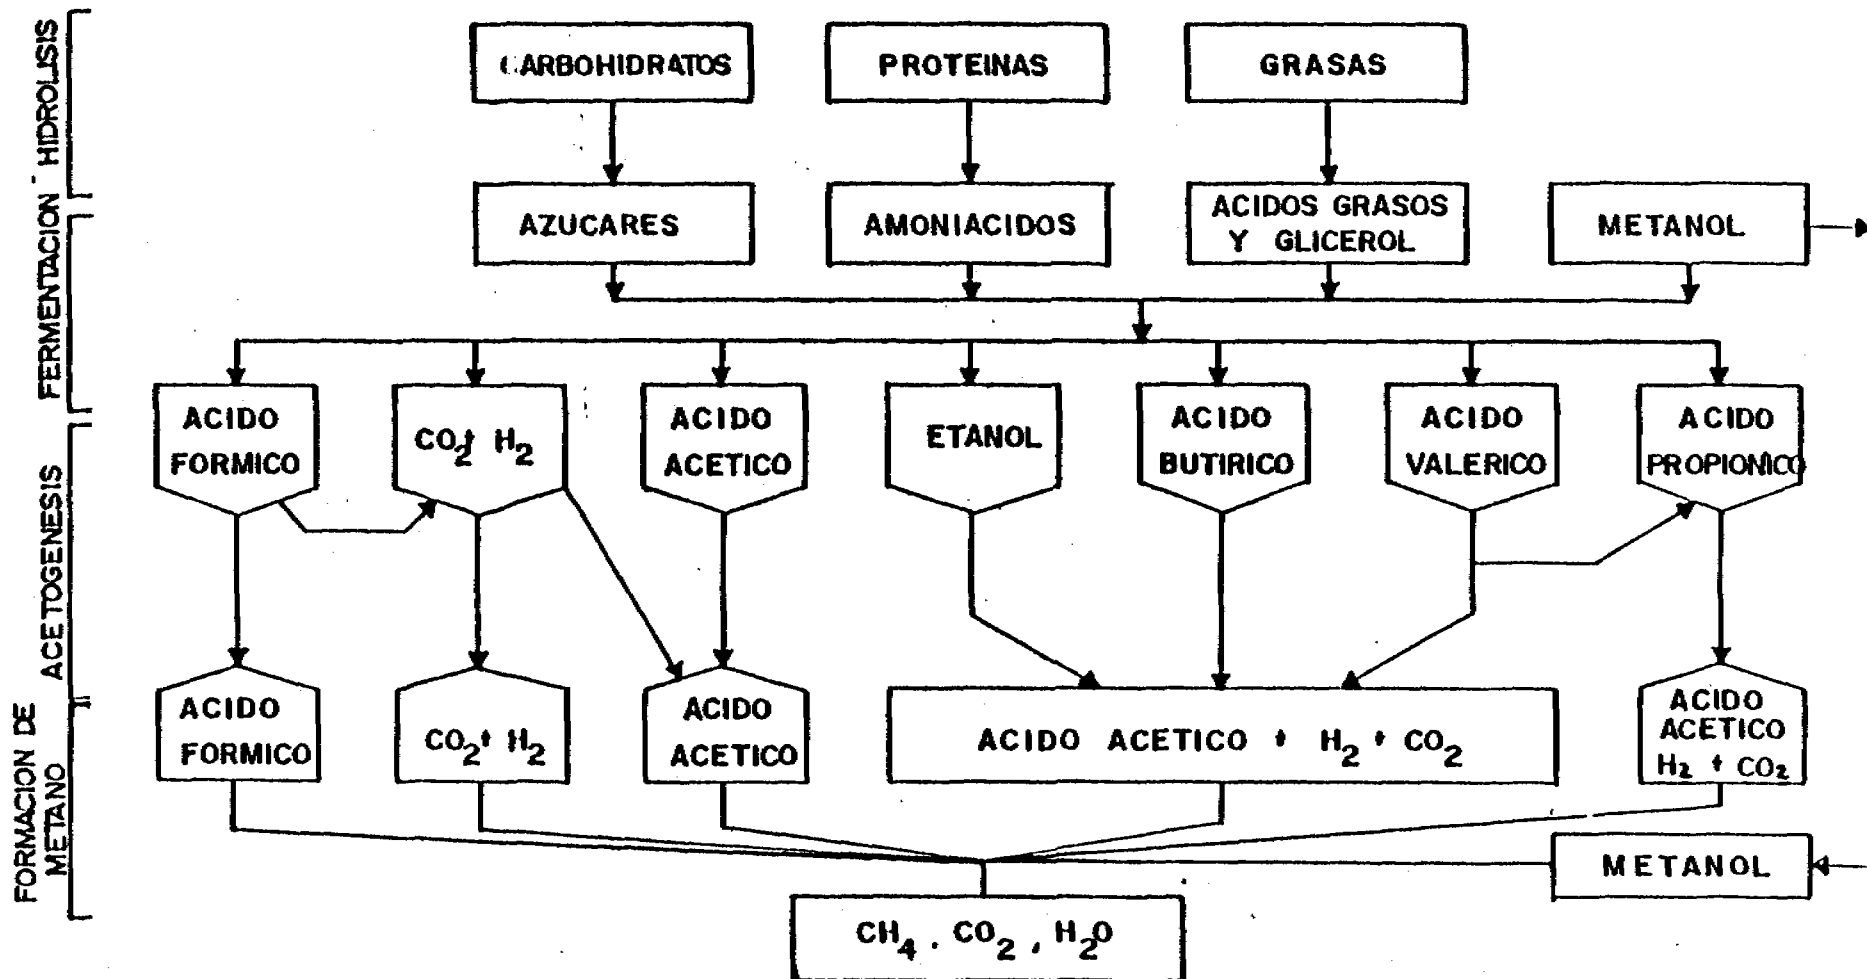 HIDROLISIS
FERMENTACION
ACETOGENESIS
FORMACION DE
METANO
CARBOHIDRATOS
PROTEINAS
GRASAS
AZUCARES
AMONIACIDOS
ACIDOS GRASOS
Y GLICEROL
METANOL
ACIDO
FORMICO
CO2+ H2
ACIDO
ACETICO
ETANOL
ACIDO
BUTIRICO
ACIDO
VALERICO
ACIDO
PROPIONICO
ACIDO
FORMICO
CO2+ H2
ACIDO
ACETICO
ACIDO ACETICO + H2 + CO2
ACIDO
ACETICO
H2 + CO2
METANOL
CH4 . CO2 , H2O